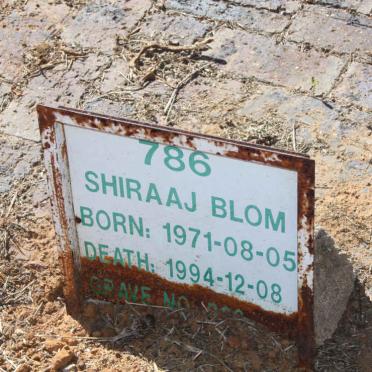 786
SHIRAAJ BLOM
BORN: 1971-08-05
DEATH: 1994-12-08
GRAVE NO.